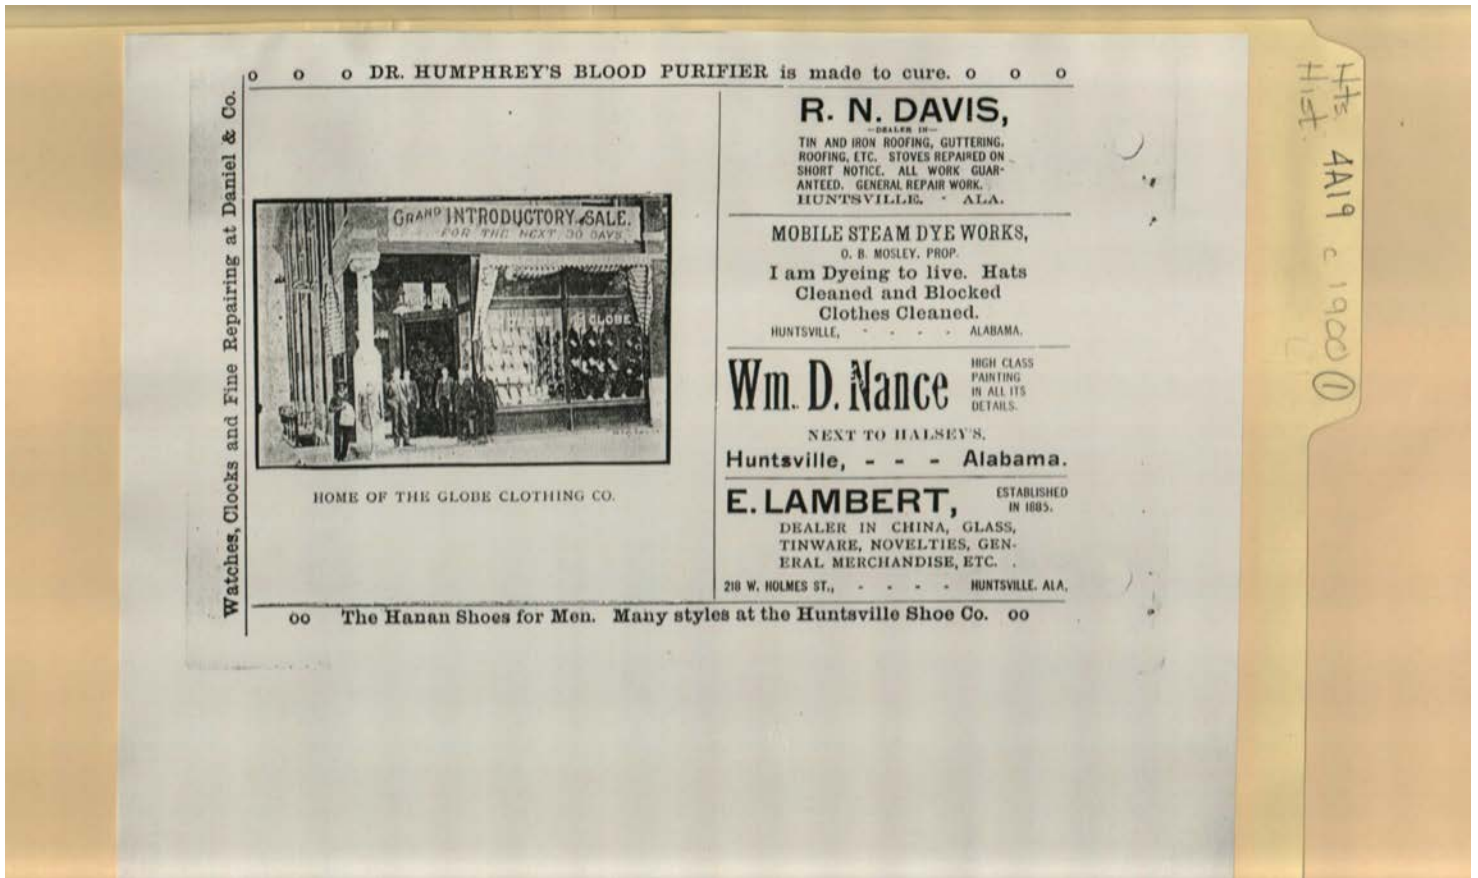 o o o DR. HUMPHREY'S BLOOD PURIFIER is made to cure. o o o
Watches, Clocks and Fine Repairing at Daniel & Co.
GRAND INTRODUCTORY SALE.
FOR THE NEXT 30 DAYS
GLOBE
HOME OF THE GLOBE CLOTHING CO.
R. N. DAVIS,
—DEALER IN—
TIN AND IRON ROOFING, GUTTERING,
ROOFING, ETC. STOVES REPAIRED ON
SHORT NOTICE. ALL WORK GUAR-
ANTEED. GENERAL REPAIR WORK.
HUNTSVILLE, - ALA.
MOBILE STEAM DYE WORKS,
O. B. MOSLEY, PROP.
I am Dyeing to live. Hats
Cleaned and Blocked
Clothes Cleaned.
HUNTSVILLE, - - - - ALABAMA.
Wm. D. Nance
HIGH CLASS
PAINTING
IN ALL ITS
DETAILS.
NEXT TO HALSEY'S,
Huntsville, - - - Alabama.
E. LAMBERT,
ESTABLISHED
IN 1885.
DEALER IN CHINA, GLASS,
TINWARE, NOVELTIES, GEN-
ERAL MERCHANDISE, ETC.
218 W. HOLMES ST., - - - - HUNTSVILLE, ALA,
oo The Hanan Shoes for Men. Many styles at the Huntsville Shoe Co. oo
Hts 4A19 c 1900 ①
Hist.